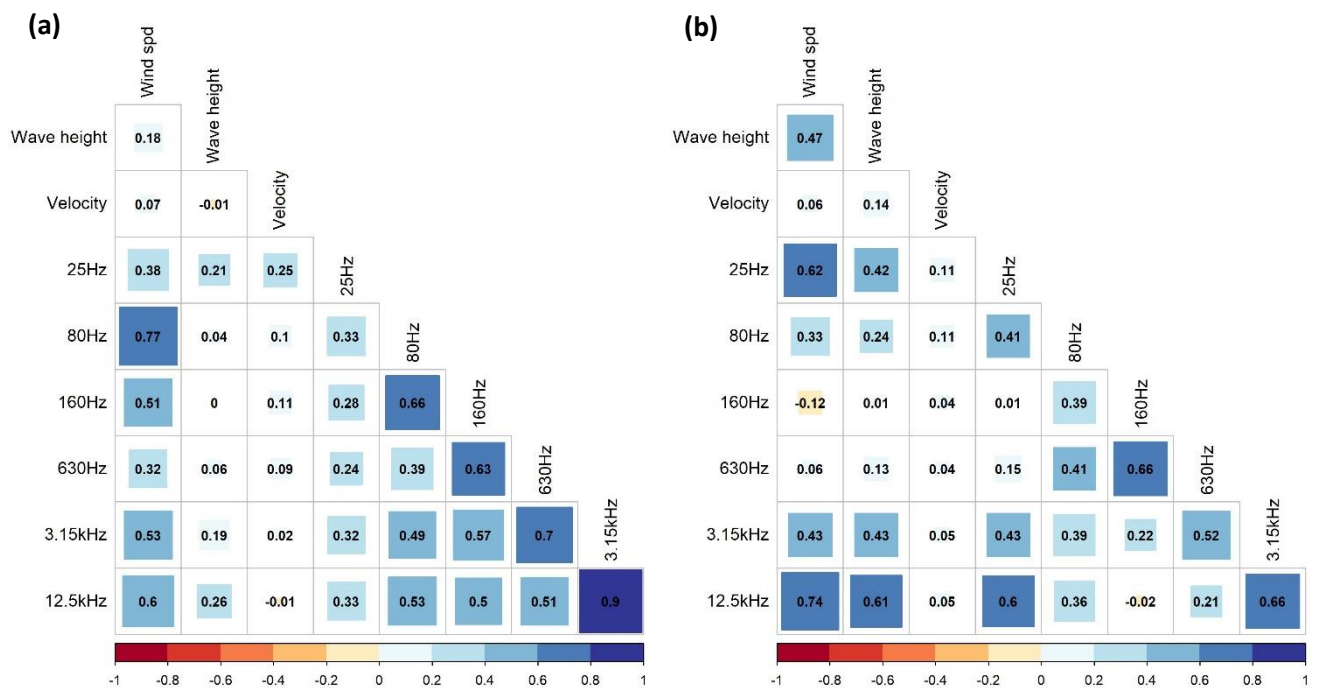 (a)
Wind spd
Wave height 0.18 Wave height
Velocity 0.07 -0.01 Velocity
25Hz 0.38 0.21 0.25 25Hz
80Hz 0.77 0.04 0.1 0.33 80Hz
160Hz 0.51 0 0.11 0.28 0.66 160Hz
630Hz 0.32 0.06 0.09 0.24 0.39 0.63 630Hz
3.15kHz 0.53 0.19 0.02 0.32 0.49 0.57 0.7 3.15kHz
12.5kHz 0.6 0.26 -0.01 0.33 0.53 0.5 0.51 0.9
-1 -0.8 -0.6 -0.4 -0.2 0 0.2 0.4 0.6 0.8 1
(b)
Wind spd
Wave height 0.47 Wave height
Velocity 0.06 0.14 Velocity
25Hz 0.62 0.42 0.11 25Hz
80Hz 0.33 0.24 0.11 0.41 80Hz
160Hz -0.12 0.01 0.04 0.01 0.39 160Hz
630Hz 0.06 0.13 0.04 0.15 0.41 0.66 630Hz
3.15kHz 0.43 0.43 0.05 0.43 0.39 0.22 0.52 3.15kHz
12.5kHz 0.74 0.61 0.05 0.6 0.36 -0.02 0.21 0.66
-1 -0.8 -0.6 -0.4 -0.2 0 0.2 0.4 0.6 0.8 1